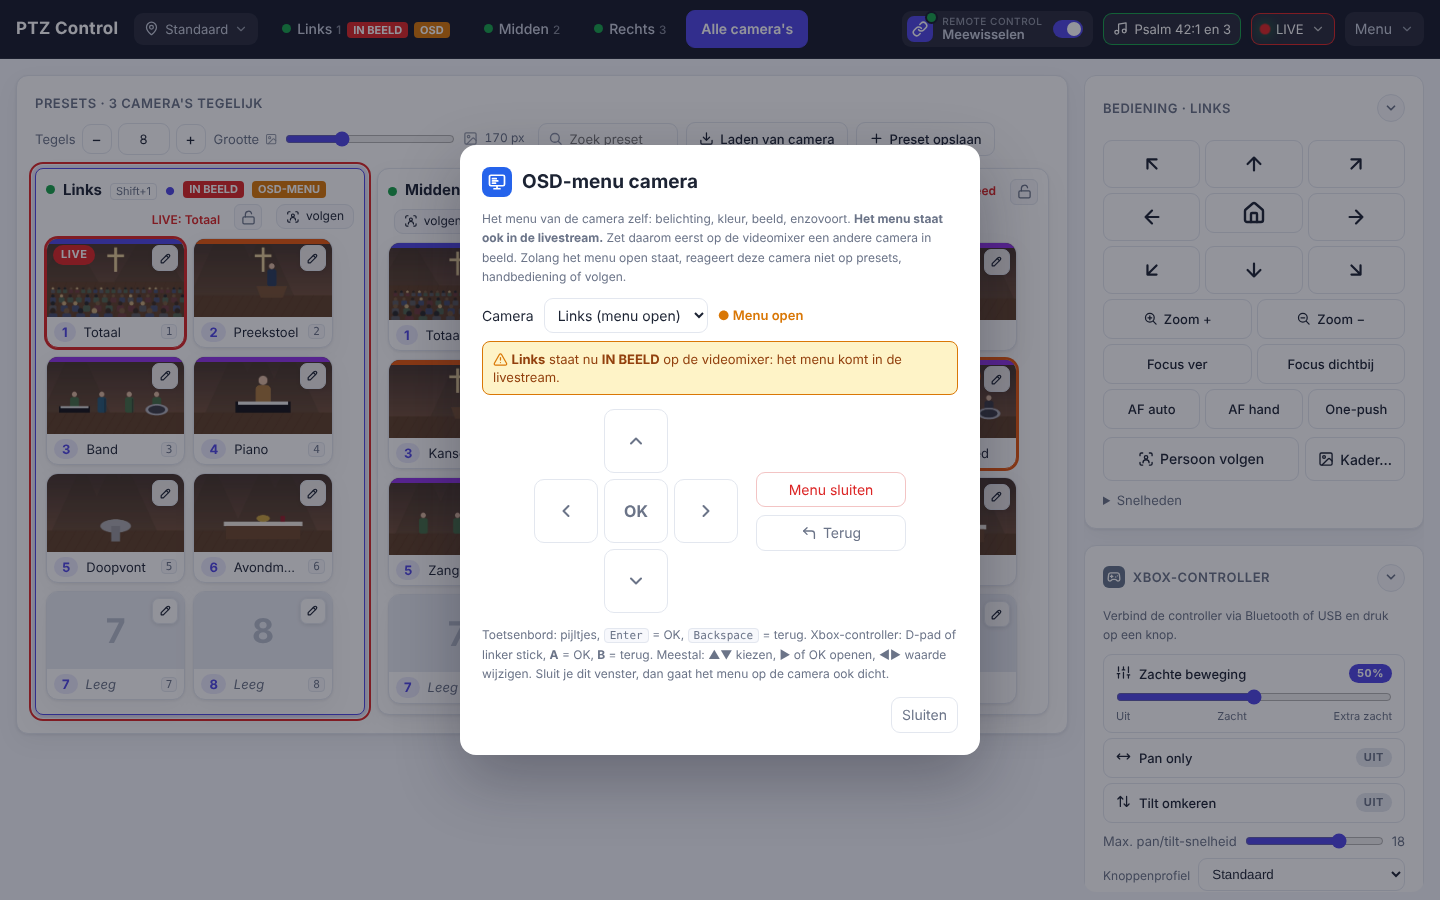 PTZ Control
Standaard
Links 1 IN BEELD OSD
Midden 2
Rechts 3
Alle camera's
REMOTE CONTROL
Meewisselen
Psalm 42:1 en 3
LIVE
Menu
PRESETS · 3 CAMERA'S TEGELIJK
Tegels − 8 + Grootte 170 px Zoek preset Laden van camera Preset opslaan
Links Shift+1 IN BEELD OSD-MENU
LIVE: Totaal volgen
LIVE
1 Totaal 1
2 Preekstoel 2
3 Band 3
4 Piano 4
5 Doopvont 5
6 Avondm... 6
7
8
7 Leeg 7
8 Leeg 8
Midden
volgen
1
3
5
7 Leeg
OSD-menu camera
Het menu van de camera zelf: belichting, kleur, beeld, enzovoort. Het menu staat
ook in de livestream. Zet daarom eerst op de videomixer een andere camera in
beeld. Zolang het menu open staat, reageert deze camera niet op presets,
handbediening of volgen.
Camera Links (menu open) Menu open
Links staat nu IN BEELD op de videomixer: het menu komt in de
livestream.
OK
Menu sluiten
Terug
Toetsenbord: pijltjes, Enter = OK, Backspace = terug. Xbox-controller: D-pad of
linker stick, A = OK, B = terug. Meestal: ▲▼ kiezen, ▶ of OK openen, ◀▶ waarde
wijzigen. Sluit je dit venster, dan gaat het menu op de camera ook dicht.
Sluiten
BEDIENING · LINKS
Zoom +
Zoom −
Focus ver
Focus dichtbij
AF auto
AF hand
One-push
Persoon volgen
Kader...
Snelheden
XBOX-CONTROLLER
Verbind de controller via Bluetooth of USB en druk
op een knop.
Zachte beweging 50%
Uit Zacht Extra zacht
Pan only UIT
Tilt omkeren UIT
Max. pan/tilt-snelheid 18
Knoppenprofiel Standaard